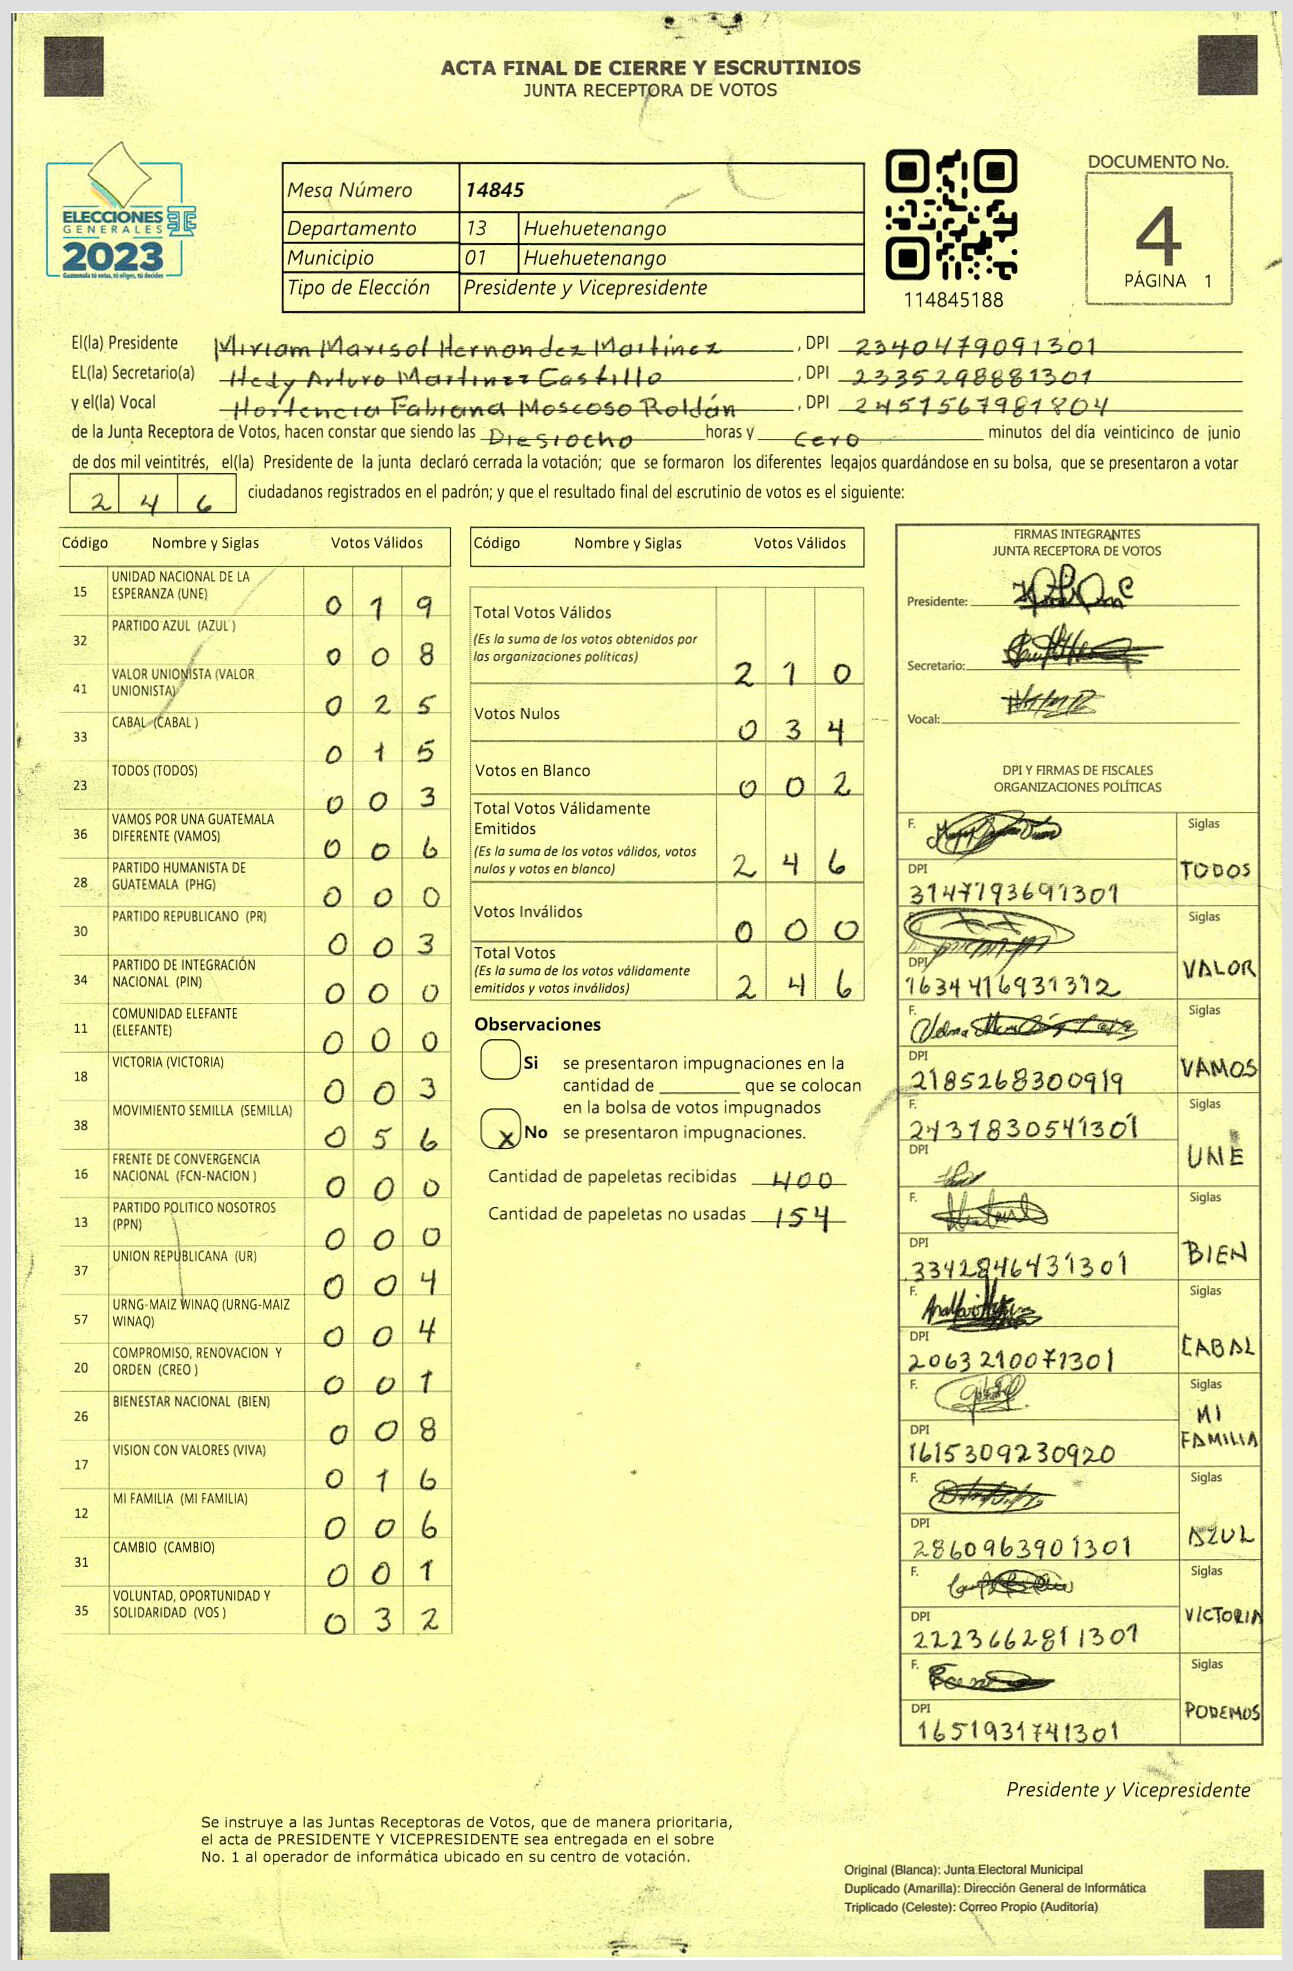 ACTA FINAL DE CIERRE Y ESCRUTINIOS
JUNTA RECEPTORA DE VOTOS
ELECCIONES
GENERALES
2023
Guatemala tú votas, tú eliges, tú decides
Mesa Número 14845
Departamento 13 Huehuetenango
Municipio 01 Huehuetenango
Tipo de Elección Presidente y Vicepresidente
114845188
DOCUMENTO No.
4
PÁGINA 1
El(la) Presidente Miriam Marisol Hernandez Martinez, DPI 2340479091301
EL(la) Secretario(a) Hedy Arturo Martinez Castillo, DPI 2335298881301
y el(la) Vocal Hortencia Fabiana Moscoso Roldán, DPI 2451567981804
de la Junta Receptora de Votos, hacen constar que siendo las Diesiocho horas y cero minutos del día veinticinco de junio
de dos mil veintitrés, el(la) Presidente de la junta declaró cerrada la votación; que se formaron los diferentes legajos guardándose en su bolsa, que se presentaron a votar
2 4 6 ciudadanos registrados en el padrón; y que el resultado final del escrutinio de votos es el siguiente:
Código Nombre y Siglas Votos Válidos
15 UNIDAD NACIONAL DE LA ESPERANZA (UNE) 0 1 9
32 PARTIDO AZUL (AZUL ) 0 0 8
41 VALOR UNIONISTA (VALOR UNIONISTA) 0 2 5
33 CABAL (CABAL ) 0 1 5
23 TODOS (TODOS) 0 0 3
36 VAMOS POR UNA GUATEMALA DIFERENTE (VAMOS) 0 0 6
28 PARTIDO HUMANISTA DE GUATEMALA (PHG) 0 0 0
30 PARTIDO REPUBLICANO (PR) 0 0 3
34 PARTIDO DE INTEGRACIÓN NACIONAL (PIN) 0 0 0
11 COMUNIDAD ELEFANTE (ELEFANTE) 0 0 0
18 VICTORIA (VICTORIA) 0 0 3
38 MOVIMIENTO SEMILLA (SEMILLA) 0 5 6
16 FRENTE DE CONVERGENCIA NACIONAL (FCN-NACION ) 0 0 0
13 PARTIDO POLITICO NOSOTROS (PPN) 0 0 0
37 UNION REPUBLICANA (UR) 0 0 4
57 URNG-MAIZ WINAQ (URNG-MAIZ WINAQ) 0 0 4
20 COMPROMISO, RENOVACION Y ORDEN (CREO ) 0 0 1
26 BIENESTAR NACIONAL (BIEN) 0 0 8
17 VISION CON VALORES (VIVA) 0 1 6
12 MI FAMILIA (MI FAMILIA) 0 0 6
31 CAMBIO (CAMBIO) 0 0 1
35 VOLUNTAD, OPORTUNIDAD Y SOLIDARIDAD (VOS ) 0 3 2
Código Nombre y Siglas Votos Válidos
Total Votos Válidos
(Es la suma de los votos obtenidos por
las organizaciones políticas) 2 1 0
Votos Nulos 0 3 4
Votos en Blanco 0 0 2
Total Votos Válidamente
Emitidos
(Es la suma de los votos válidos, votos
nulos y votos en blanco) 2 4 6
Votos Inválidos 0 0 0
Total Votos
(Es la suma de los votos válidamente
emitidos y votos inválidos) 2 4 6
Observaciones
Si se presentaron impugnaciones en la
cantidad de ________ que se colocan
en la bolsa de votos impugnados
x No se presentaron impugnaciones.
Cantidad de papeletas recibidas 400
Cantidad de papeletas no usadas 154
FIRMAS INTEGRANTES
JUNTA RECEPTORA DE VOTOS
Presidente:
Secretario:
Vocal:
DPI Y FIRMAS DE FISCALES
ORGANIZACIONES POLÍTICAS
F. Siglas
DPI TODOS
3147793691301
F. Siglas
DPI VALOR
1634416931312
F. Siglas
DPI VAMOS
2185268300919
F. Siglas
2431830541301
DPI UNE
F. Siglas
DPI BIEN
3342846431301
F. Siglas
DPI CABAL
2063210071301
F. Siglas
MI
DPI FAMILIA
1615309230920
F. Siglas
DPI AZUL
2860963901301
F. Siglas
DPI VICTORIA
2223662811301
F. Siglas
DPI PODEMOS
1651931741301
Presidente y Vicepresidente
Se instruye a las Juntas Receptoras de Votos, que de manera prioritaria,
el acta de PRESIDENTE Y VICEPRESIDENTE sea entregada en el sobre
No. 1 al operador de informática ubicado en su centro de votación.
Original (Blanca): Junta Electoral Municipal
Duplicado (Amarilla): Dirección General de Informática
Triplicado (Celeste): Correo Propio (Auditoría)